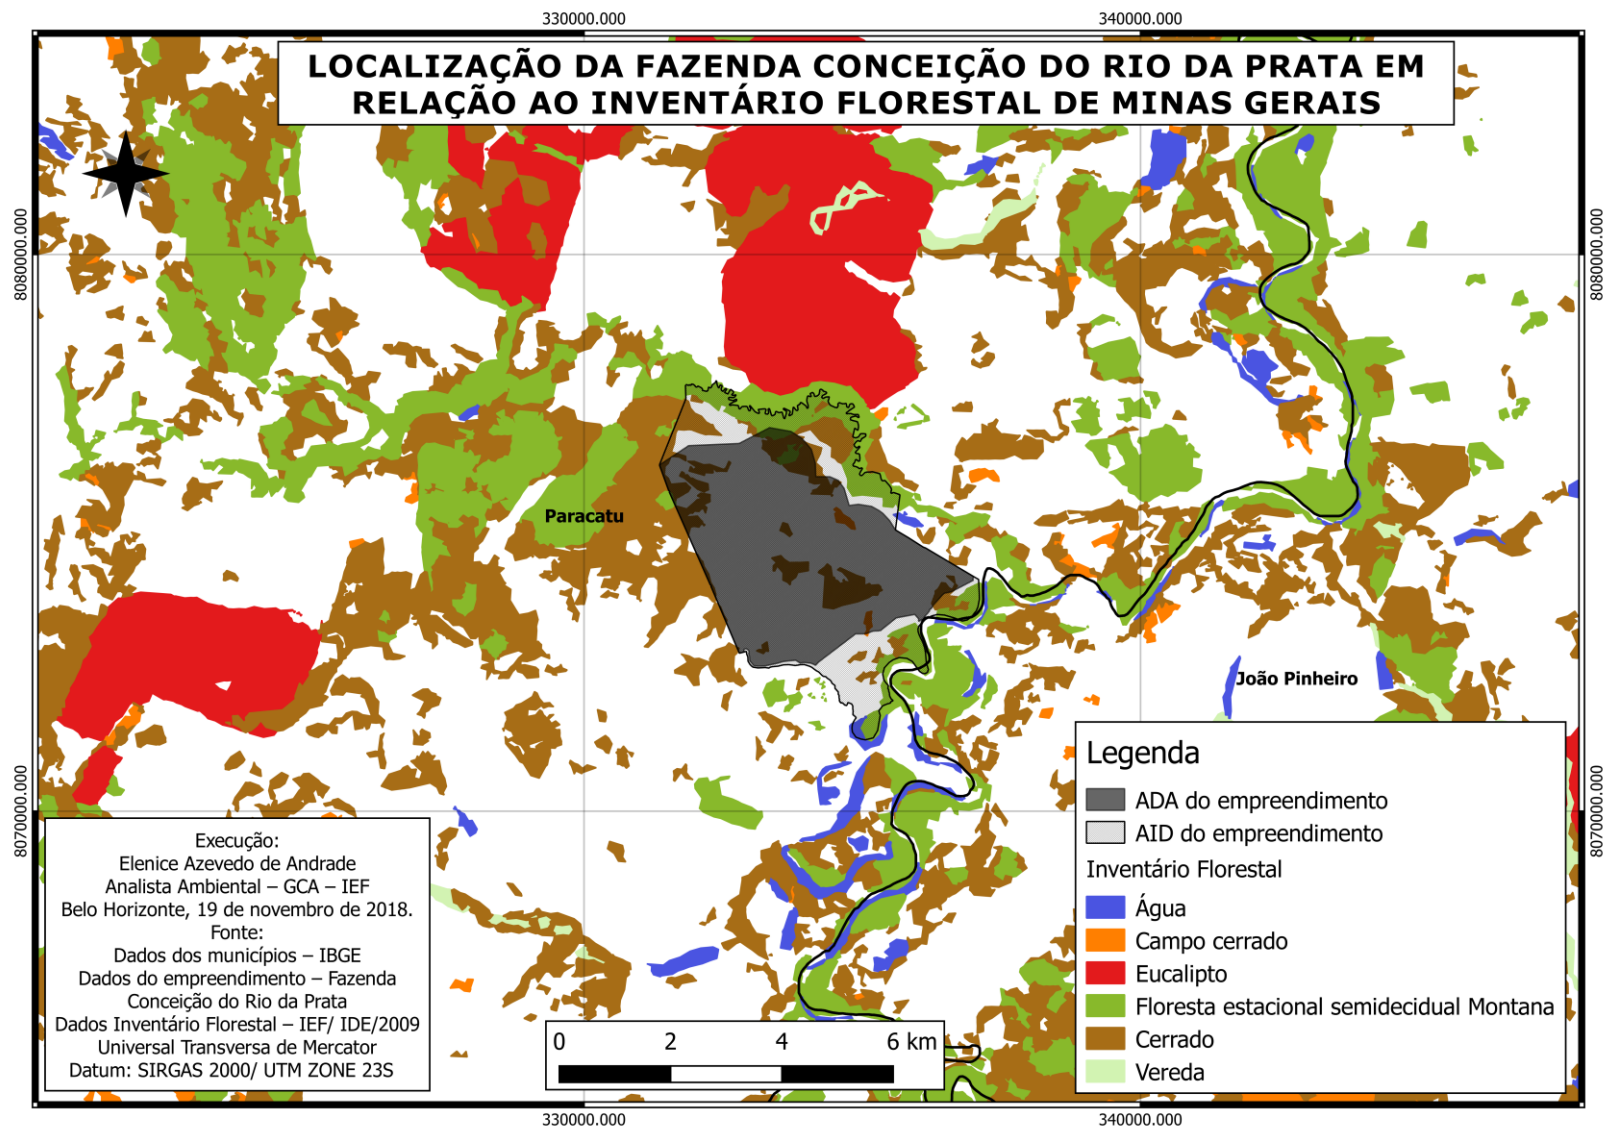 330000.000
340000.000
LOCALIZAÇÃO DA FAZENDA CONCEIÇÃO DO RIO DA PRATA EM
RELAÇÃO AO INVENTÁRIO FLORESTAL DE MINAS GERAIS
8080000.000
8080000.000
Paracatu
João Pinheiro
8070000.000
8070000.000
Legenda
ADA do empreendimento
AID do empreendimento
Inventário Florestal
Água
Campo cerrado
Eucalipto
Floresta estacional semidecidual Montana
Cerrado
Vereda
Execução:
Elenice Azevedo de Andrade
Analista Ambiental – GCA – IEF
Belo Horizonte, 19 de novembro de 2018.
Fonte:
Dados dos municípios – IBGE
Dados do empreendimento – Fazenda
Conceição do Rio da Prata
Dados Inventário Florestal – IEF/ IDE/2009
Universal Transversa de Mercator
Datum: SIRGAS 2000/ UTM ZONE 23S
0 2 4 6 km
330000.000
340000.000